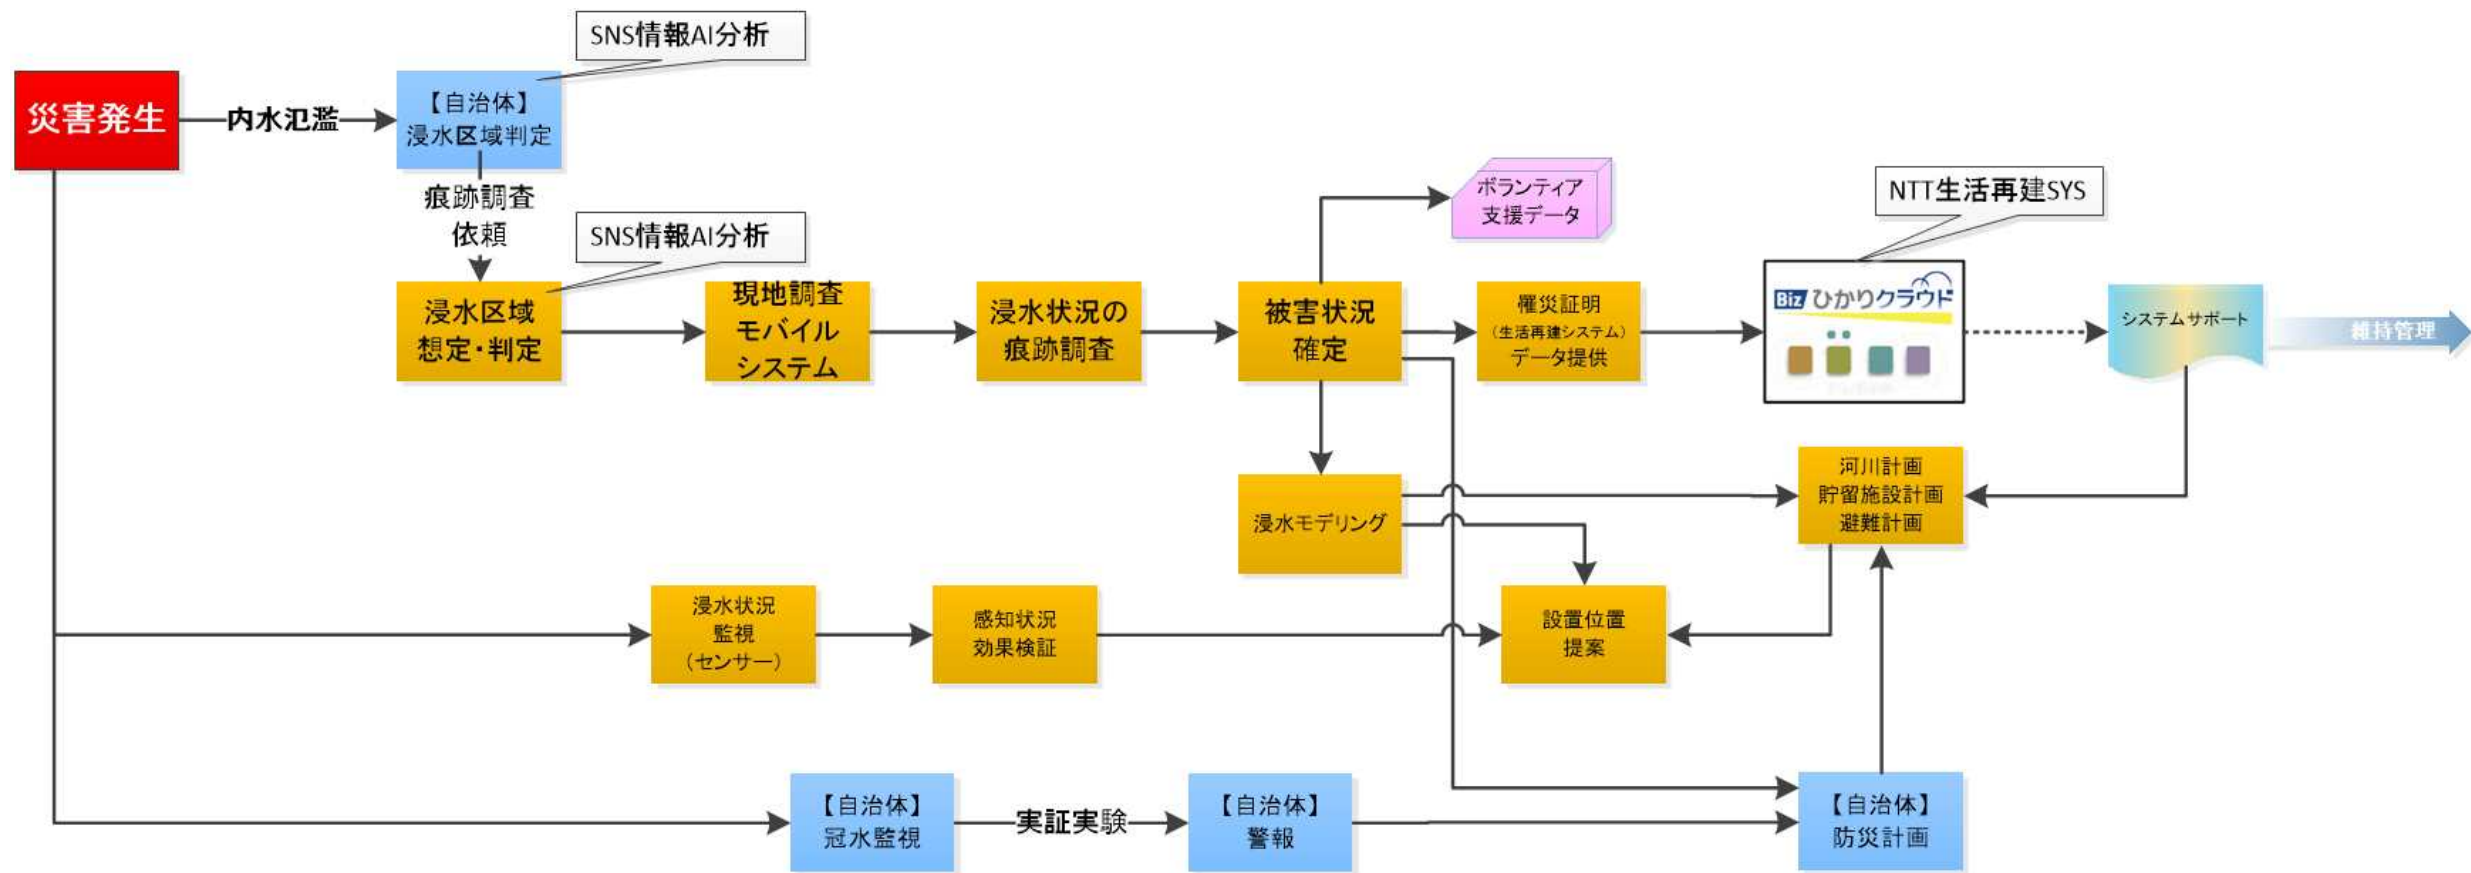 SNS情報AI分析
災害発生
内水氾濫
【自治体】
浸水区域判定
痕跡調査
依頼
SNS情報AI分析
ボランティア
支援データ
NTT生活再建SYS
浸水区域
想定・判定
現地調査
モバイル
システム
浸水状況の
痕跡調査
被害状況
確定
罹災証明
（生活再建システム）
データ提供
Biz ひかりクラウド
システムサポート
維持管理
浸水モデリング
河川計画
貯留施設計画
避難計画
浸水状況
監視
（センサー）
感知状況
効果検証
設置位置
提案
【自治体】
冠水監視
実証実験
【自治体】
警報
【自治体】
防災計画